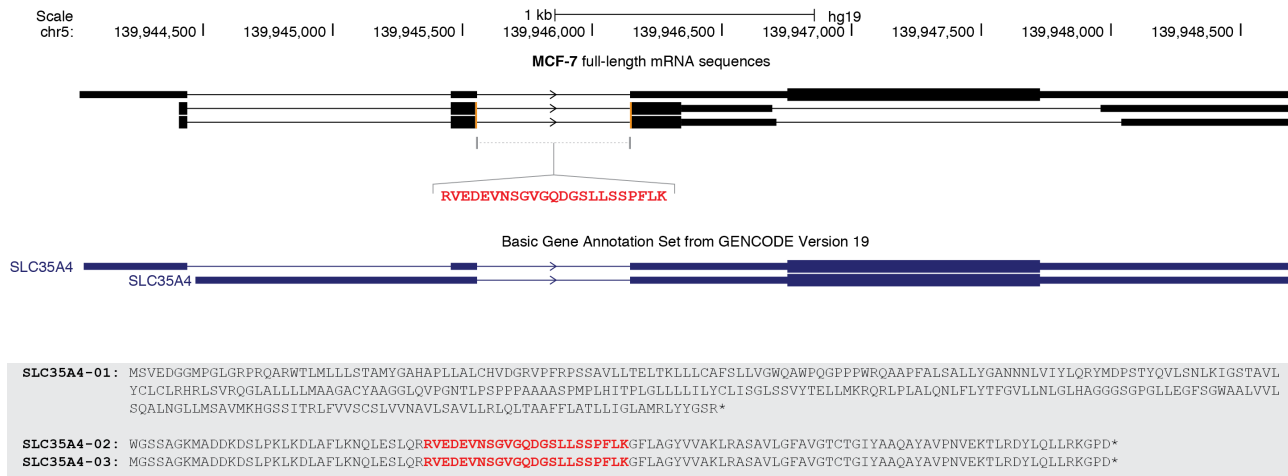 Scale 1 kb hg19
chr5: 139,944,500 139,945,000 139,945,500 139,946,000 139,946,500 139,947,000 139,947,500 139,948,000 139,948,500
MCF-7 full-length mRNA sequences
RVEDEVNSGVGQDGSLLSSPFLK
Basic Gene Annotation Set from GENCODE Version 19
SLC35A4
SLC35A4
SLC35A4-01: MSVEDGGMPGLGRPRQARWTLMLLLSTAMYGAHAPLLALCHVDGRVPFRPSSAVLLTELTKLLLCAFSLLVGWQAWPQGPPPWRQAAPFALSALLYGANNNLVIYLQRYMDPSTYQVLSNLKIGSTAVL
YCLCLRHRLSVRQGLALLLLMAAGACYAAGGLQVPGNTLPSPPPAAAASPMPLHITPLGLLLLILYCLISGLSSVYTELLMKRQRLPLALQNLFLYTFGVLLNLGLHAGGGSGPGLLEGFSGWAALVVL
SQALNGLLMSAVMKHGSSITRLFVVSCSLVVNAVLSAVLLRLQLTAAFFLATLLIGLAMRLYYGSR*
SLC35A4-02: WGSSAGKMADDKDSLPKLKDLAFLKNQLESLQRRVEDEVNSGVGQDGSLLSSPFLKGFLAGYVVAKLRASAVLGFAVGTCTGIYAAQAYAVPNVEKTLRDYLQLLRKGPD*
SLC35A4-03: MGSSAGKMADDKDSLPKLKDLAFLKNQLESLQRRVEDEVNSGVGQDGSLLSSPFLKGFLAGYVVAKLRASAVLGFAVGTCTGIYAAQAYAVPNVEKTLRDYLQLLRKGPD*